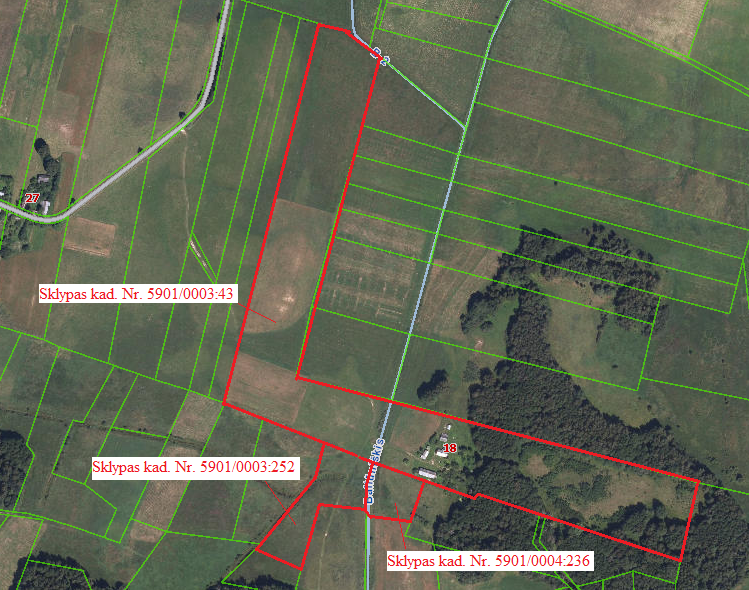 27
Sklypas kad. Nr. 5901/0003:43
18
Sklypas kad. Nr. 5901/0003:252
Sklypas kad. Nr. 5901/0004:236